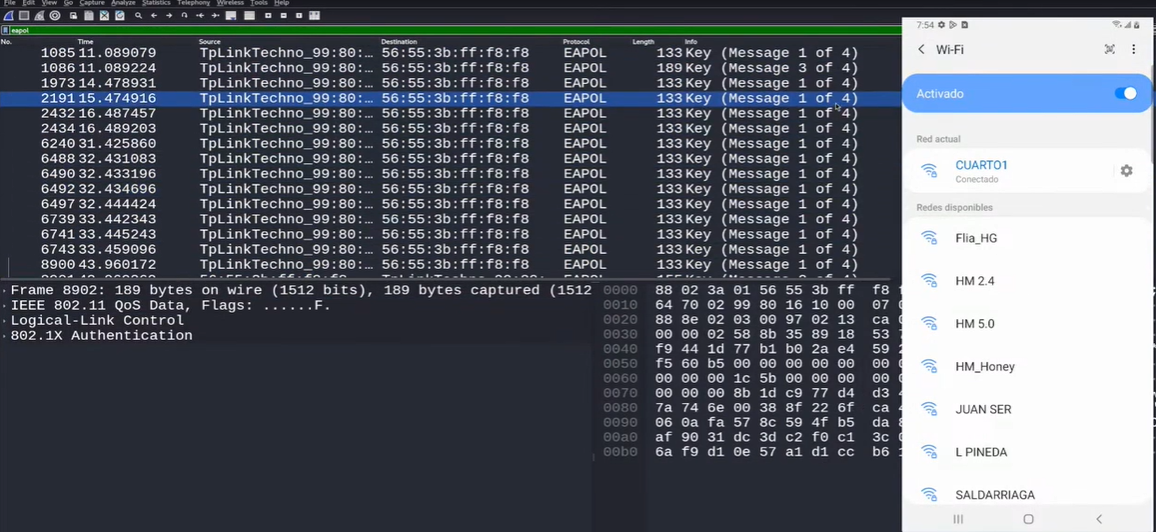 File Edit View Go Capture Analyze Statistics Telephony Wireless Tools Help
eapol
No. Time Source Destination Protocol Length Info
1085 11.089079 TpLinkTechno_99:80:… 56:55:3b:ff:f8:f8 EAPOL 133 Key (Message 1 of 4)
1086 11.089224 TpLinkTechno_99:80:… 56:55:3b:ff:f8:f8 EAPOL 189 Key (Message 3 of 4)
1973 14.478931 TpLinkTechno_99:80:… 56:55:3b:ff:f8:f8 EAPOL 133 Key (Message 1 of 4)
2191 15.474916 TpLinkTechno_99:80:… 56:55:3b:ff:f8:f8 EAPOL 133 Key (Message 1 of 4)
2432 16.487457 TpLinkTechno_99:80:… 56:55:3b:ff:f8:f8 EAPOL 133 Key (Message 1 of 4)
2434 16.489203 TpLinkTechno_99:80:… 56:55:3b:ff:f8:f8 EAPOL 133 Key (Message 1 of 4)
6240 31.425860 TpLinkTechno_99:80:… 56:55:3b:ff:f8:f8 EAPOL 133 Key (Message 1 of 4)
6488 32.431083 TpLinkTechno_99:80:… 56:55:3b:ff:f8:f8 EAPOL 133 Key (Message 1 of 4)
6490 32.433196 TpLinkTechno_99:80:… 56:55:3b:ff:f8:f8 EAPOL 133 Key (Message 1 of 4)
6492 32.434696 TpLinkTechno_99:80:… 56:55:3b:ff:f8:f8 EAPOL 133 Key (Message 1 of 4)
6497 32.444424 TpLinkTechno_99:80:… 56:55:3b:ff:f8:f8 EAPOL 133 Key (Message 1 of 4)
6739 33.442343 TpLinkTechno_99:80:… 56:55:3b:ff:f8:f8 EAPOL 133 Key (Message 1 of 4)
6741 33.445243 TpLinkTechno_99:80:… 56:55:3b:ff:f8:f8 EAPOL 133 Key (Message 1 of 4)
6743 33.459096 TpLinkTechno_99:80:… 56:55:3b:ff:f8:f8 EAPOL 133 Key (Message 1 of 4)
8900 43.960172 TpLinkTechno_99:80:… 56:55:3b:ff:f8:f8 EAPOL 133 Key (Message 1 of 4)
Frame 8902: 189 bytes on wire (1512 bits), 189 bytes captured (1512
IEEE 802.11 QoS Data, Flags: ......F.
Logical-Link Control
802.1X Authentication
0000 88 02 3a 01 56 55 3b ff f8 f
0010 64 70 02 99 80 16 10 00 07 0
0020 88 8e 02 03 00 97 02 13 ca 0
0030 00 00 02 58 8b 35 89 18 53 7
0040 f9 44 1d 77 b1 b0 2a e4 59 2
0050 f5 60 b5 00 00 00 00 00 00 0
0060 00 00 00 1c 5b 00 00 00 00 0
0070 00 00 00 8b 1d c9 77 d4 d3 4
0080 7a 74 6e 00 38 8f 22 6f ca
0090 06 0a fa 57 8c 59 4f b5 da 8
00a0 af 90 31 dc 3d c2 f0 c1 3c 0
00b0 6a f9 d1 0e 57 a1 d1 cc b6 1
7:54
Wi-Fi
Activado
Red actual
CUARTO1
Conectado
Redes disponibles
Flia_HG
HM 2.4
HM 5.0
HM_Honey
JUAN SER
L PINEDA
SALDARRIAGA